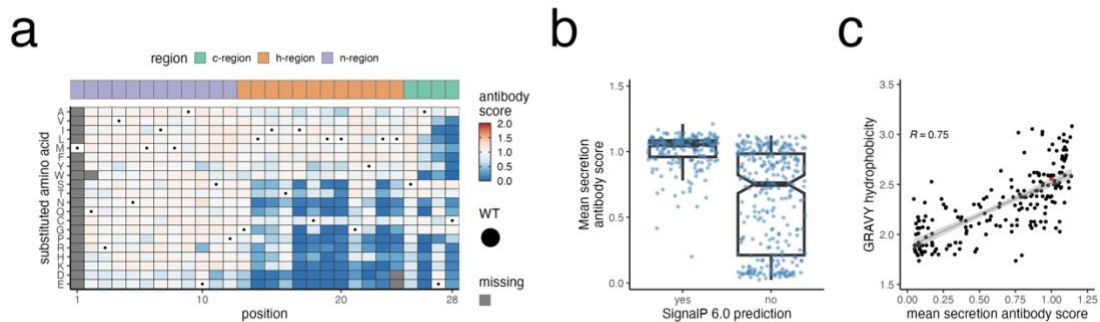 a
region c-region h-region n-region
substituted amino acid
A
V
I
L
M
F
Y
W
S
T
N
Q
C
G
P
R
H
K
D
E
1 10 20 28
position
antibody
score
2.0
1.5
1.0
0.5
0.0
WT
missing
b
Mean secretion
antibody score
1.5
1.0
0.5
0.0
yes no
SignalP 6.0 prediction
c
GRAVY hydrophobicity
3.5
3.0
2.5
2.0
1.5
R = 0.75
0.00 0.25 0.50 0.75 1.00 1.25
mean secretion antibody score